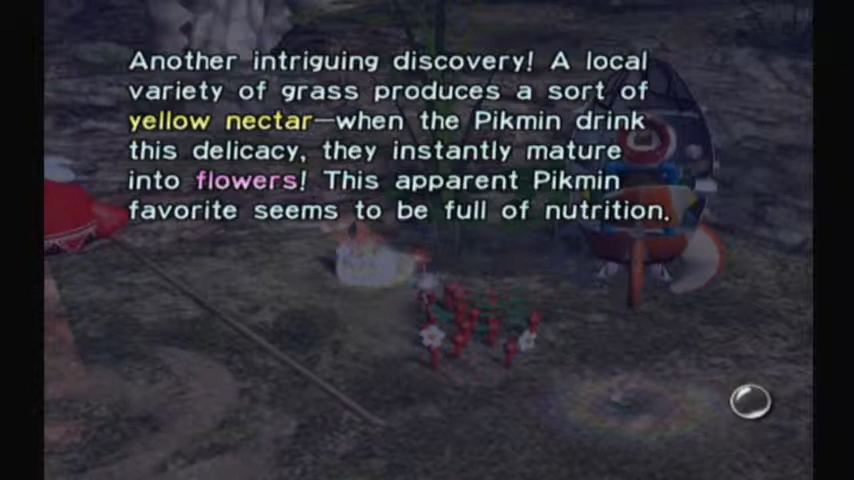 Another intriguing discovery! A local
variety of grass produces a sort of
yellow nectar—when the Pikmin drink
this delicacy, they instantly mature
into flowers! This apparent Pikmin
favorite seems to be full of nutrition.